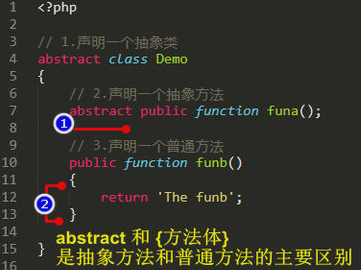 1 <?php
2
3 // 1.声明一个抽象类
4 abstract class Demo
5 {
6 // 2.声明一个抽象方法
7 abstract public function funa();
8 ①
9 // 3.声明一个普通方法
10 public function funb()
11 {
12 ② return 'The funb';
13 }
14 abstract 和 {方法体}
15 } 是抽象方法和普通方法的主要区别
16